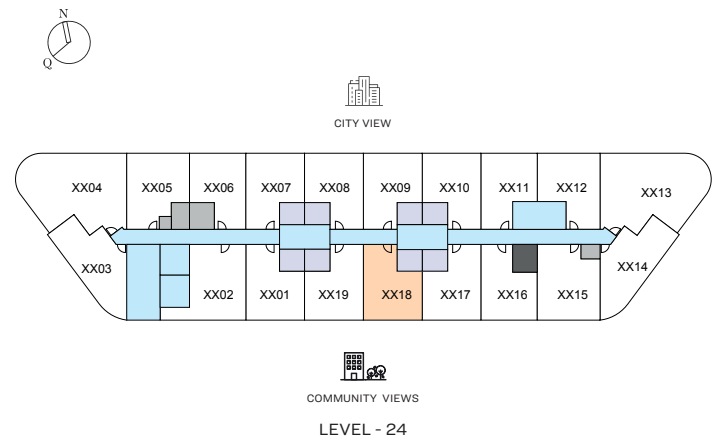 N
Q
CITY VIEW
XX04 XX05 XX06 XX07 XX08 XX09 XX10 XX11 XX12 XX13
XX03 XX14
XX02 XX01 XX19 XX18 XX17 XX16 XX15
COMMUNITY VIEWS
LEVEL - 24